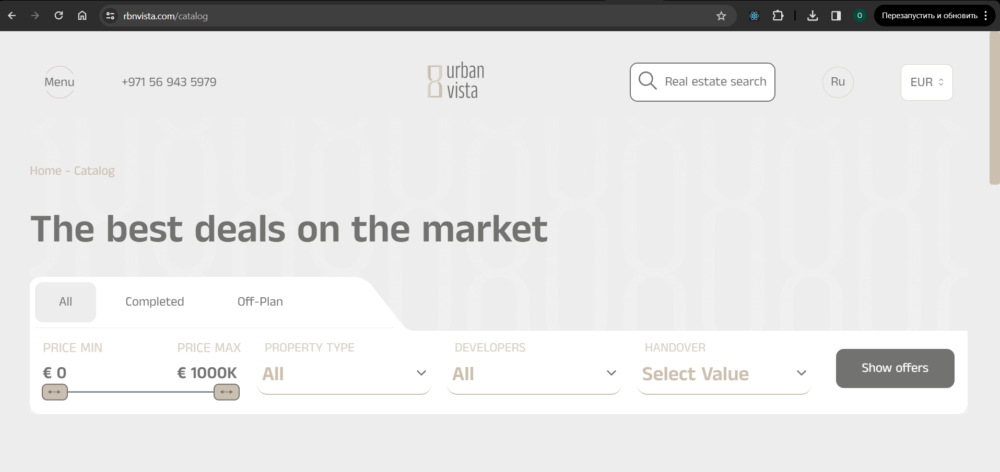 rbnvista.com/catalog
O
Перезапустить и обновить
Menu
+971 56 943 5979
urban
vista
Real estate search
Ru
EUR
Home - Catalog
The best deals on the market
All
Completed
Off-Plan
PRICE MIN
PRICE MAX
PROPERTY TYPE
DEVELOPERS
HANDOVER
€ 0
€ 1000K
All
All
Select Value
Show offers